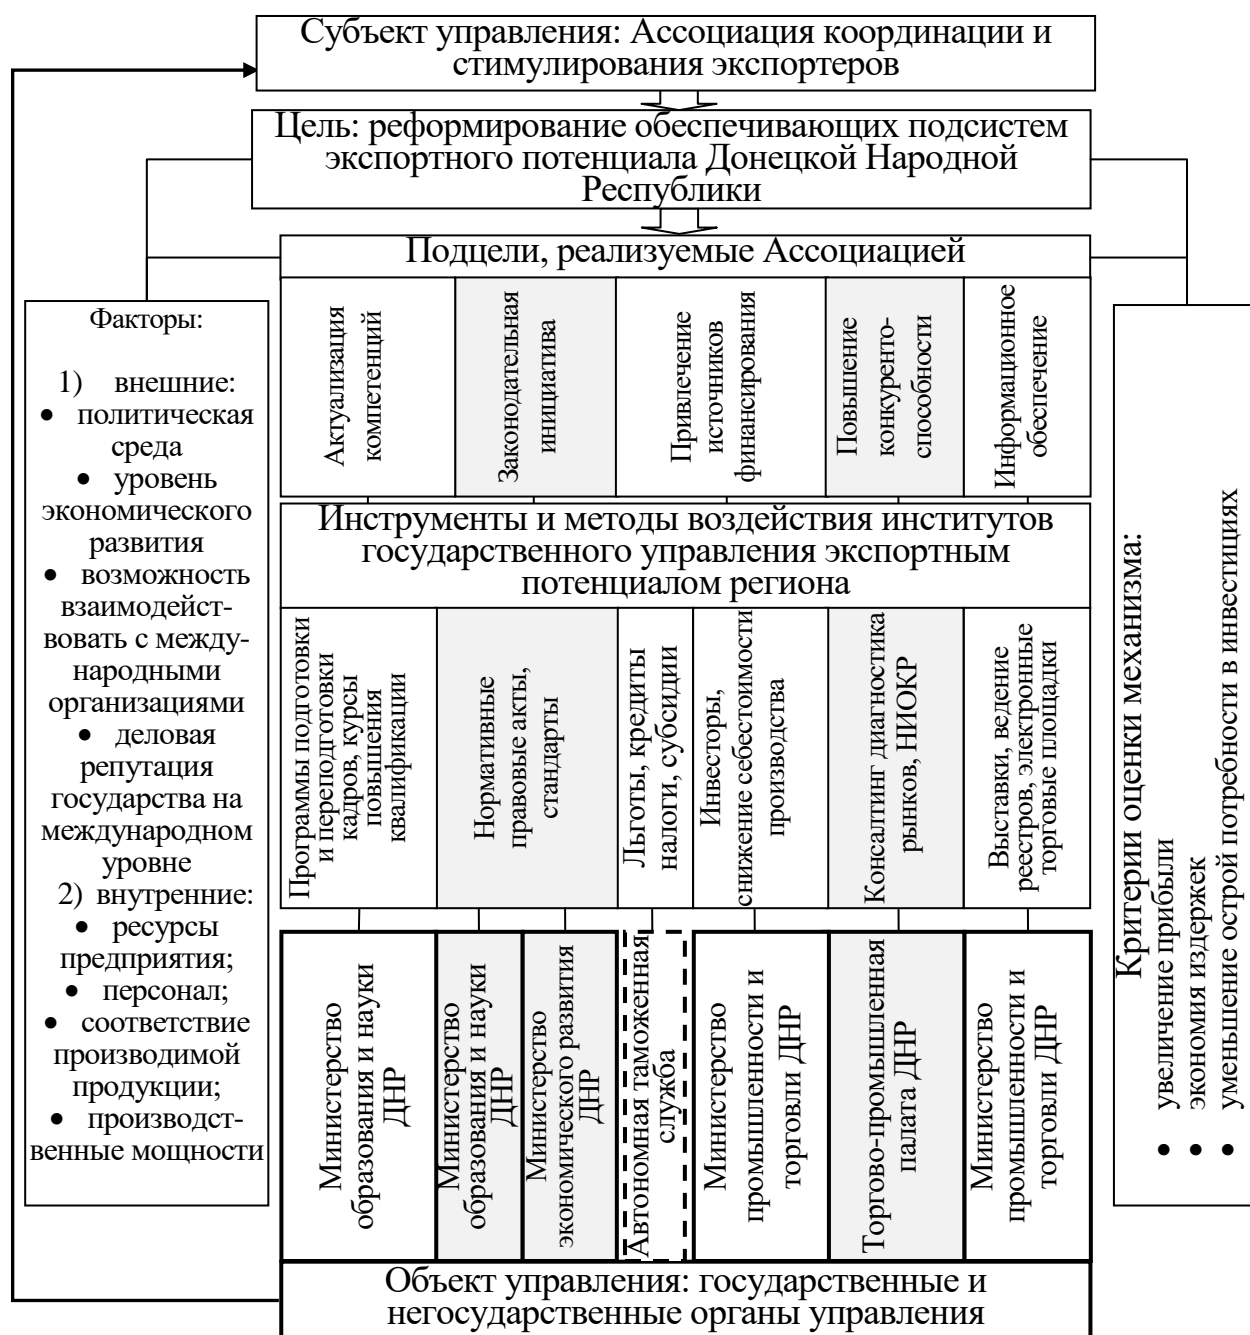 Субъект управления: Ассоциация координации и
стимулирования экспортеров
Цель: реформирование обеспечивающих подсистем
экспортного потенциала Донецкой Народной
Республики
Подцели, реализуемые Ассоциацией
Факторы:
1) внешние:
• политическая
среда
• уровень
экономического
развития
• возможность
взаимодейст-
вовать с между-
народными
организациями
• деловая
репутация
государства на
международном
уровне
2) внутренние:
• ресурсы
предприятия;
• персонал;
• соответствие
производимой
продукции;
• производст-
венные мощности
Актуализация
компетенций
Законодательная
инициатива
Привлечение
источников
финансирования
Повышение
конкуренто-
способности
Информационное
обеспечение
Инструменты и методы воздействия институтов
государственного управления экспортным
потенциалом региона
Программы подготовки
и переподготовки
кадров, курсы
повышения
квалификации
Нормативные
правовые акты,
стандарты
Льготы, кредиты
налоги, субсидии
Инвесторы,
снижение себестоимости
производства
Консалтинг диагностика
рынков, НИОКР
Выставки, ведение
реестров, электронные
торговые площадки
Министерство
образования и науки
ДНР
Министерство
образования и науки
ДНР
Министерство
экономического развития
ДНР
Автономная таможенная
служба
Министерство
промышленности и
торговли ДНР
Торгово-промышленная
палата ДНР
Министерство
промышленности и
торговли ДНР
Объект управления: государственные и
негосударственные органы управления
Критерии оценки механизма:
• увеличение прибыли
• экономия издержек
• уменьшение острой потребности в инвестициях